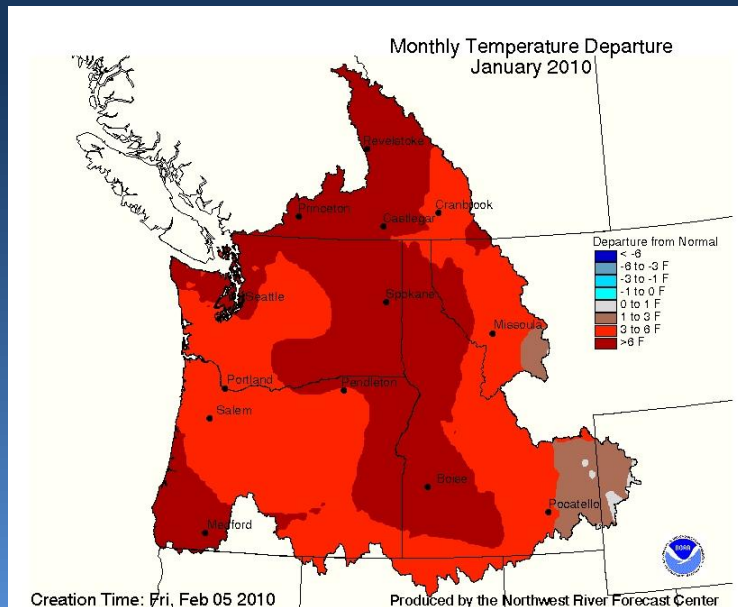 Monthly Temperature Departure
January 2010
Revelstoke
Cranbrook
Princeton
Castlegar
Departure from Normal
< -6
-6 to -3 F
-3 to -1 F
-1 to 0 F
0 to 1 F
1 to 3 F
3 to 6 F
>6 F
Seattle
Spokane
Missoula
Portland
Pendleton
Salem
Boise
Pocatello
Medford
NOAA
Creation Time: Fri, Feb 05 2010
Produced by the Northwest River Forecast Center